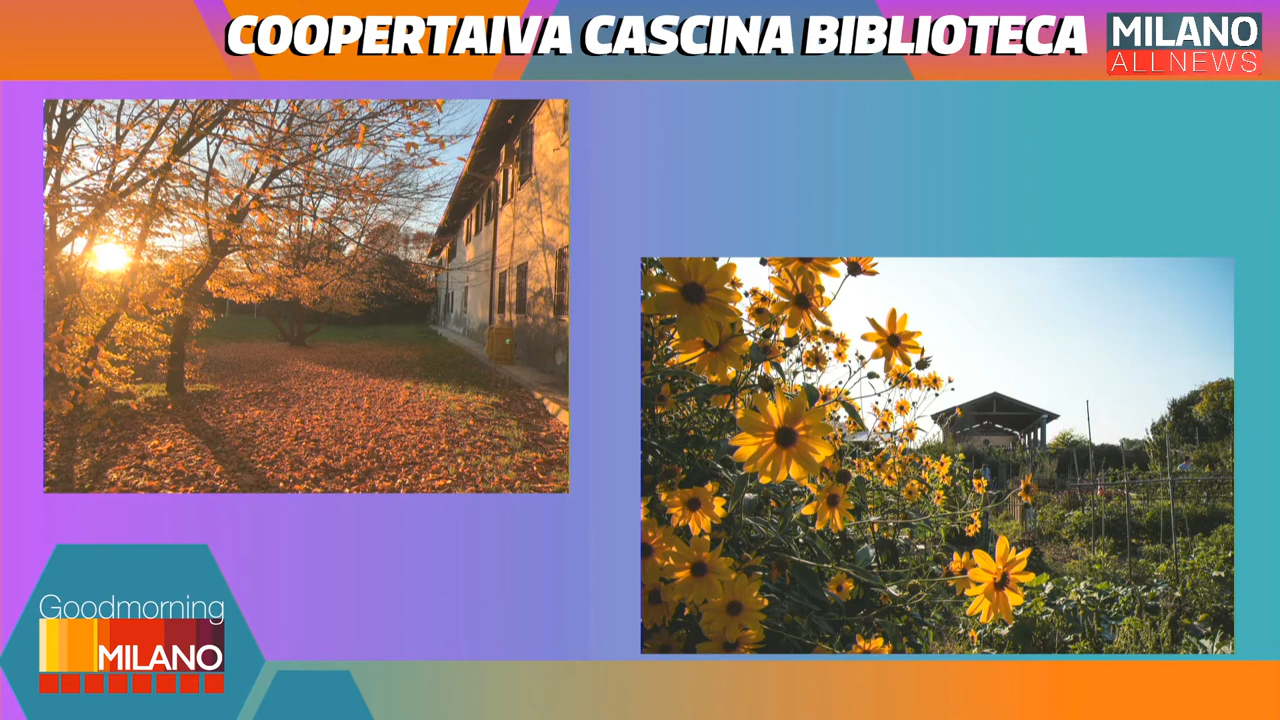 COOPERTAIVA CASCINA BIBLIOTECA
MILANO
ALLNEWS
Goodmorning
MILANO